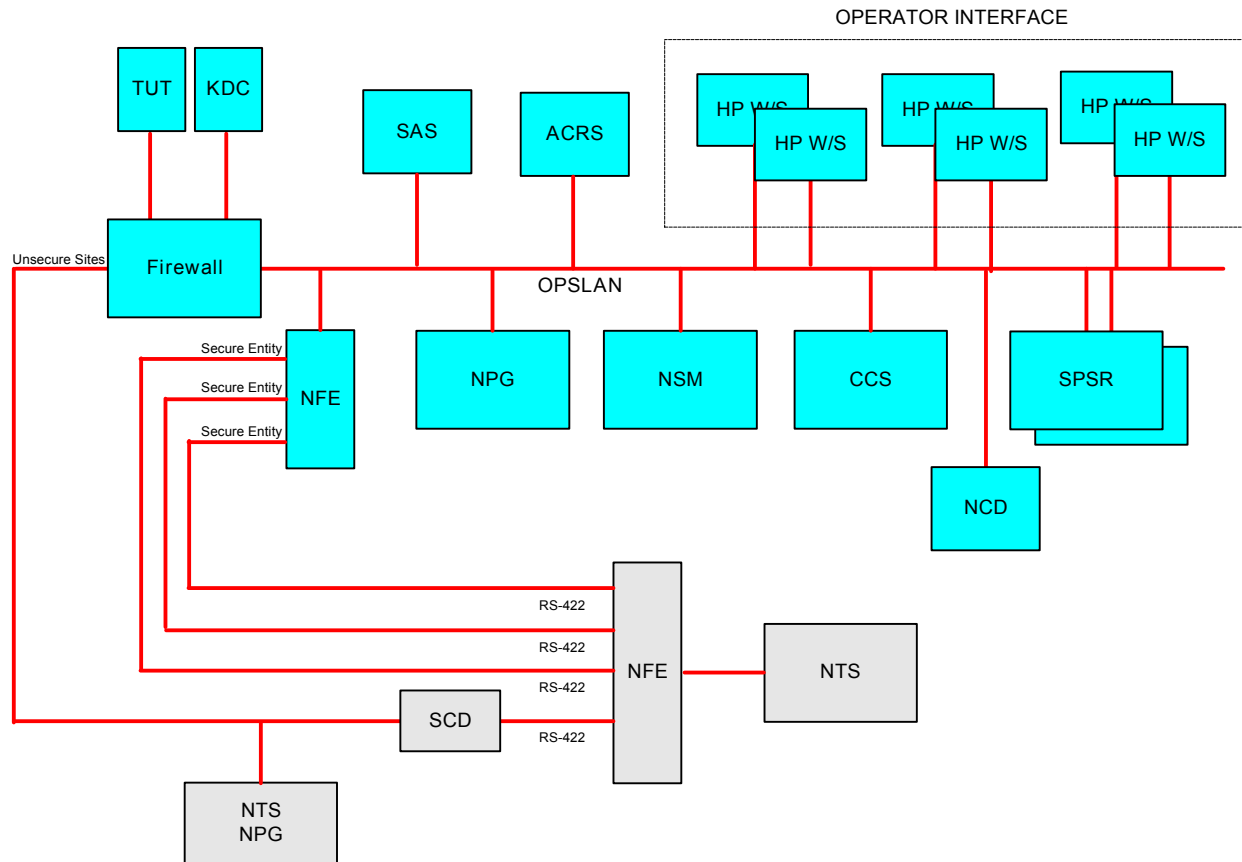 OPERATOR INTERFACE
TUT
KDC
SAS
ACRS
HP W/S
HP W/S
HP W/S
HP W/S
HP W/S
HP W/S
Unsecure Sites
Firewall
OPSLAN
Secure Entity
Secure Entity
Secure Entity
NFE
NPG
NSM
CCS
SPSR
NCD
RS-422
RS-422
RS-422
RS-422
NFE
NTS
SCD
NTS
NPG